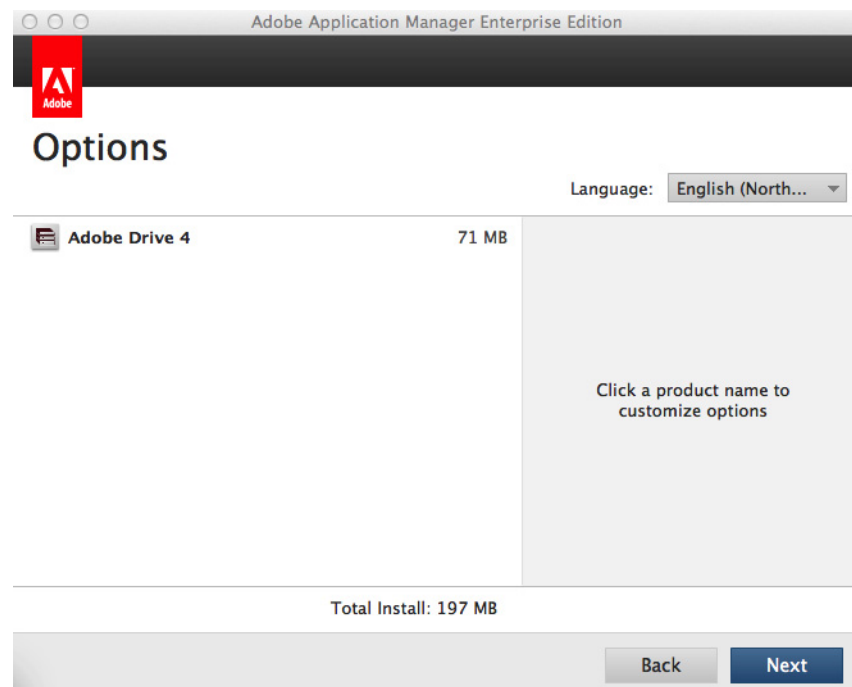 Adobe Application Manager Enterprise Edition
Adobe
Options
Language: English (North...
Adobe Drive 4 71 MB
Click a product name to
customize options
Total Install: 197 MB
Back Next